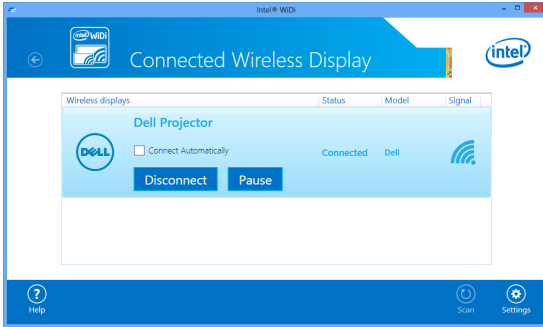 Intel® WiDi
intel WiDi
Connected Wireless Display
intel
Wireless displays Status Model Signal
Dell Projector
DELL
Connect Automatically
Connected Dell
Disconnect Pause
?
Help Scan Settings